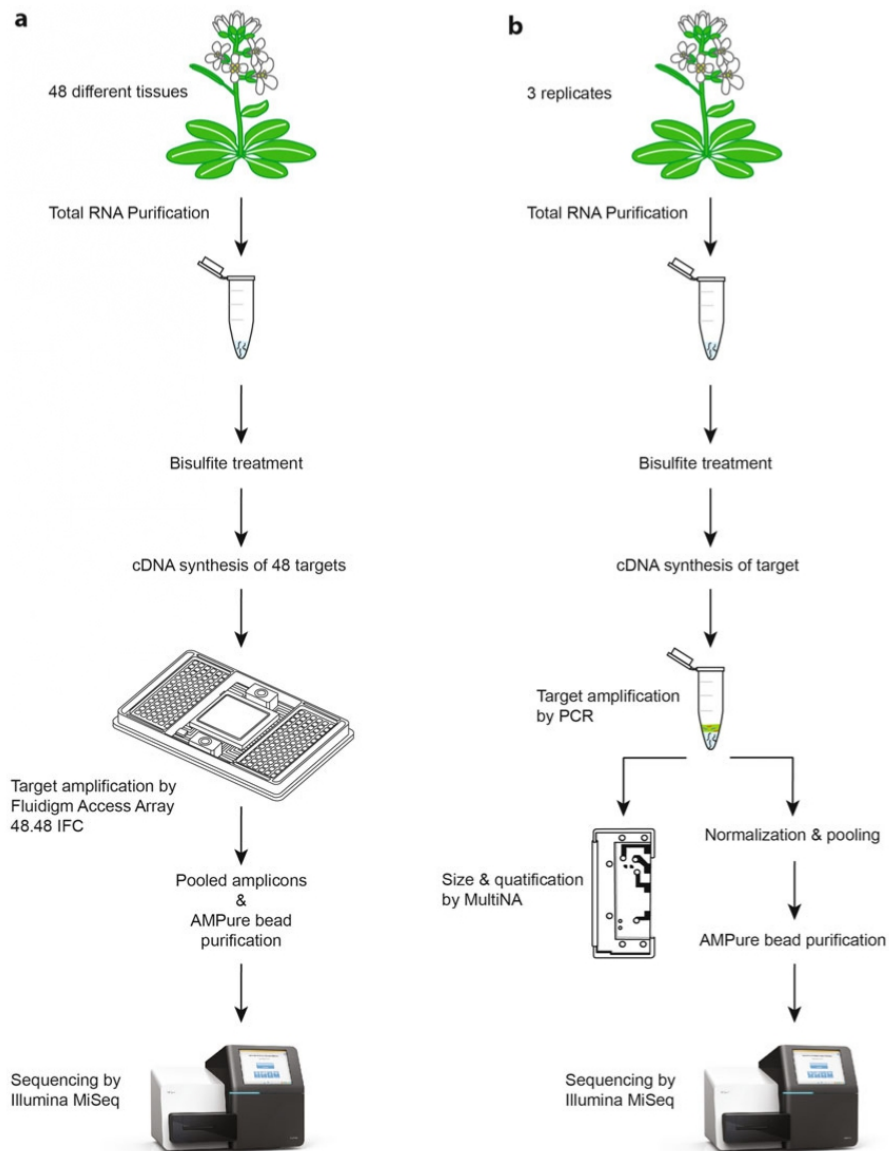 a
48 different tissues
Total RNA Purification
Bisulfite treatment
cDNA synthesis of 48 targets
Target amplification by
Fluidigm Access Array
48.48 IFC
Pooled amplicons
&
AMPure bead
purification
Sequencing by
Illumina MiSeq
b
3 replicates
Total RNA Purification
Bisulfite treatment
cDNA synthesis of target
Target amplification
by PCR
Size & quatification
by MultiNA
Normalization & pooling
AMPure bead purification
Sequencing by
Illumina MiSeq